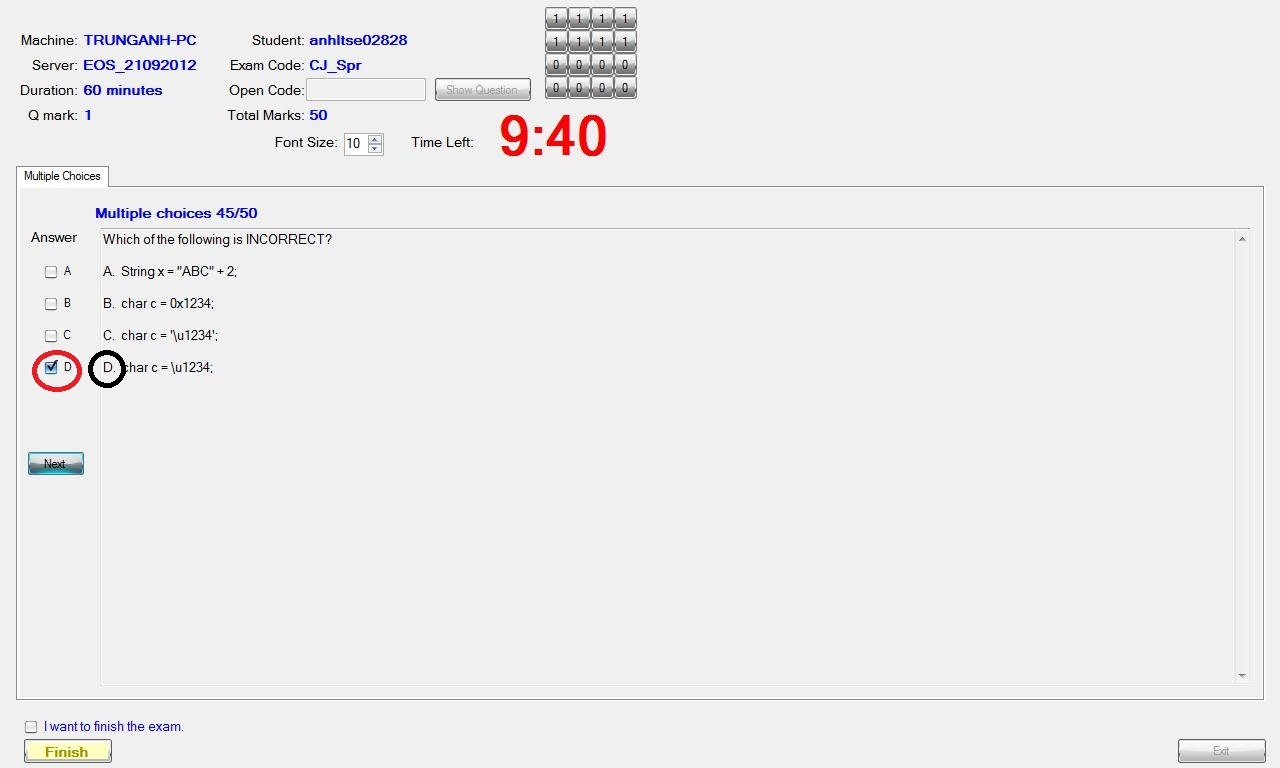 Machine: TRUNGANH-PC Student: anhltse02828
Server: EOS_21092012 Exam Code: CJ_Spr
Duration: 60 minutes Open Code: Show Question
Q mark: 1 Total Marks: 50
1 1 1 1
1 1 1 1
0 0 0 0
0 0 0 0
Font Size: 10 Time Left: 9:40
Multiple Choices
Multiple choices 45/50
Answer
Which of the following is INCORRECT?
A A. String x = "ABC" + 2;
B B. char c = 0x1234;
C C. char c = '\u1234';
D D. char c = \u1234;
Next
I want to finish the exam.
Finish
Exit